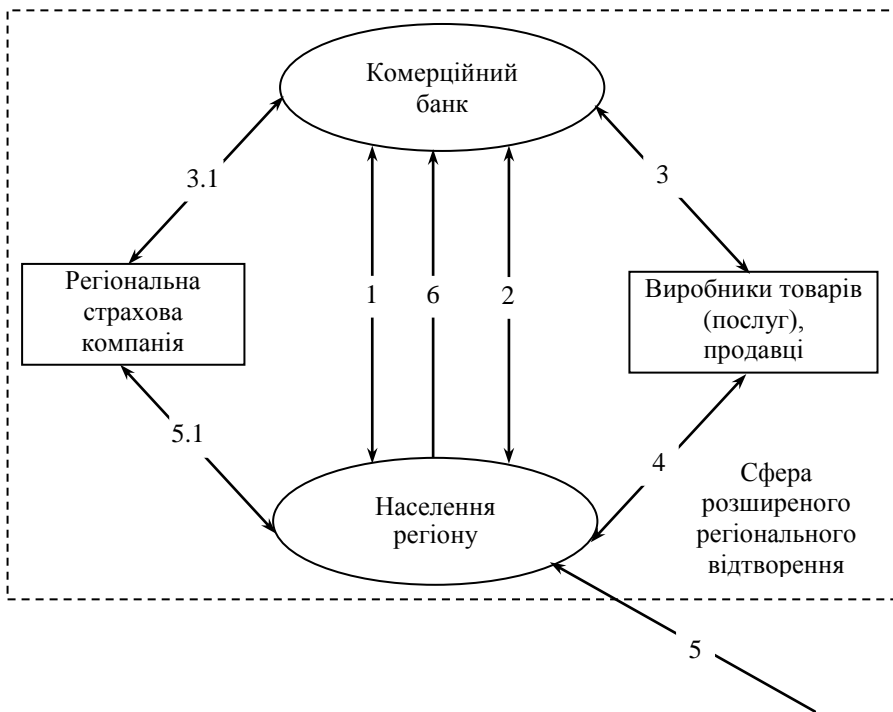 Комерційний
банк
3.1
3
Регіональна
страхова
компанія
1
6
2
Виробники товарів
(послуг),
продавці
5.1
4
Населення
регіону
Сфера
розширеного
регіонального
відтворення
5